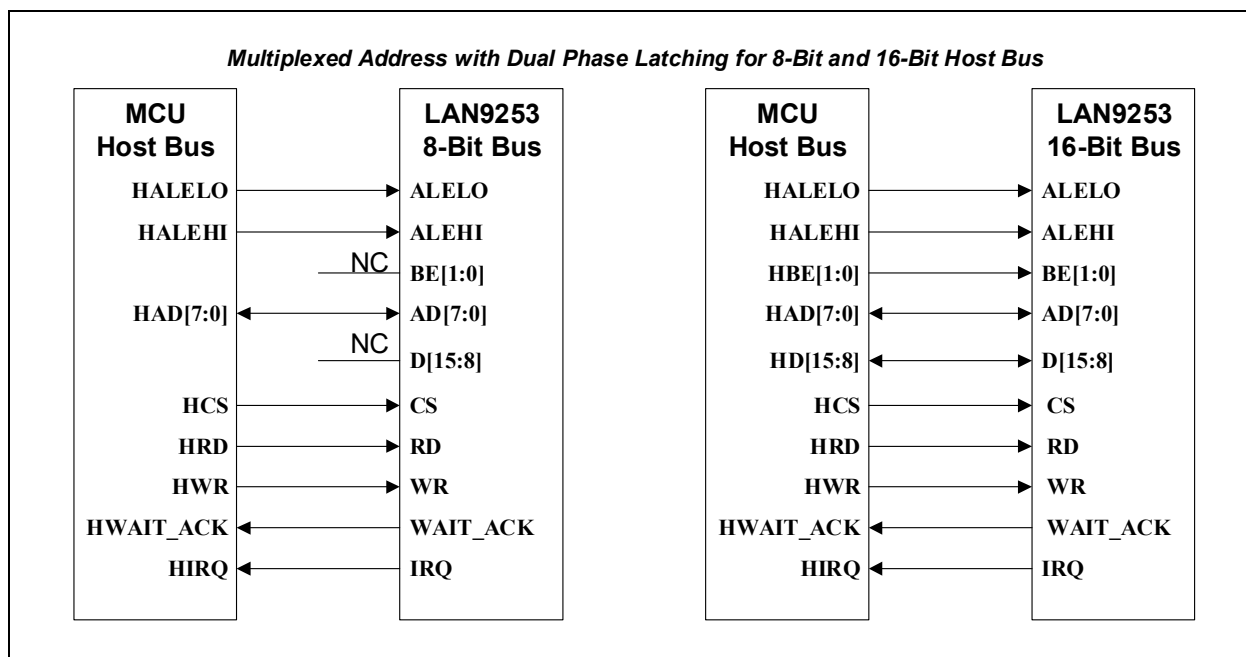 Multiplexed Address with Dual Phase Latching for 8-Bit and 16-Bit Host Bus
MCU
Host Bus
LAN9253
8-Bit Bus
HALELO ALELO
HALEHI ALEHI
NC BE[1:0]
HAD[7:0] AD[7:0]
NC D[15:8]
HCS CS
HRD RD
HWR WR
HWAIT_ACK WAIT_ACK
HIRQ IRQ
MCU
Host Bus
LAN9253
16-Bit Bus
HALELO ALELO
HALEHI ALEHI
HBE[1:0] BE[1:0]
HAD[7:0] AD[7:0]
HD[15:8] D[15:8]
HCS CS
HRD RD
HWR WR
HWAIT_ACK WAIT_ACK
HIRQ IRQ